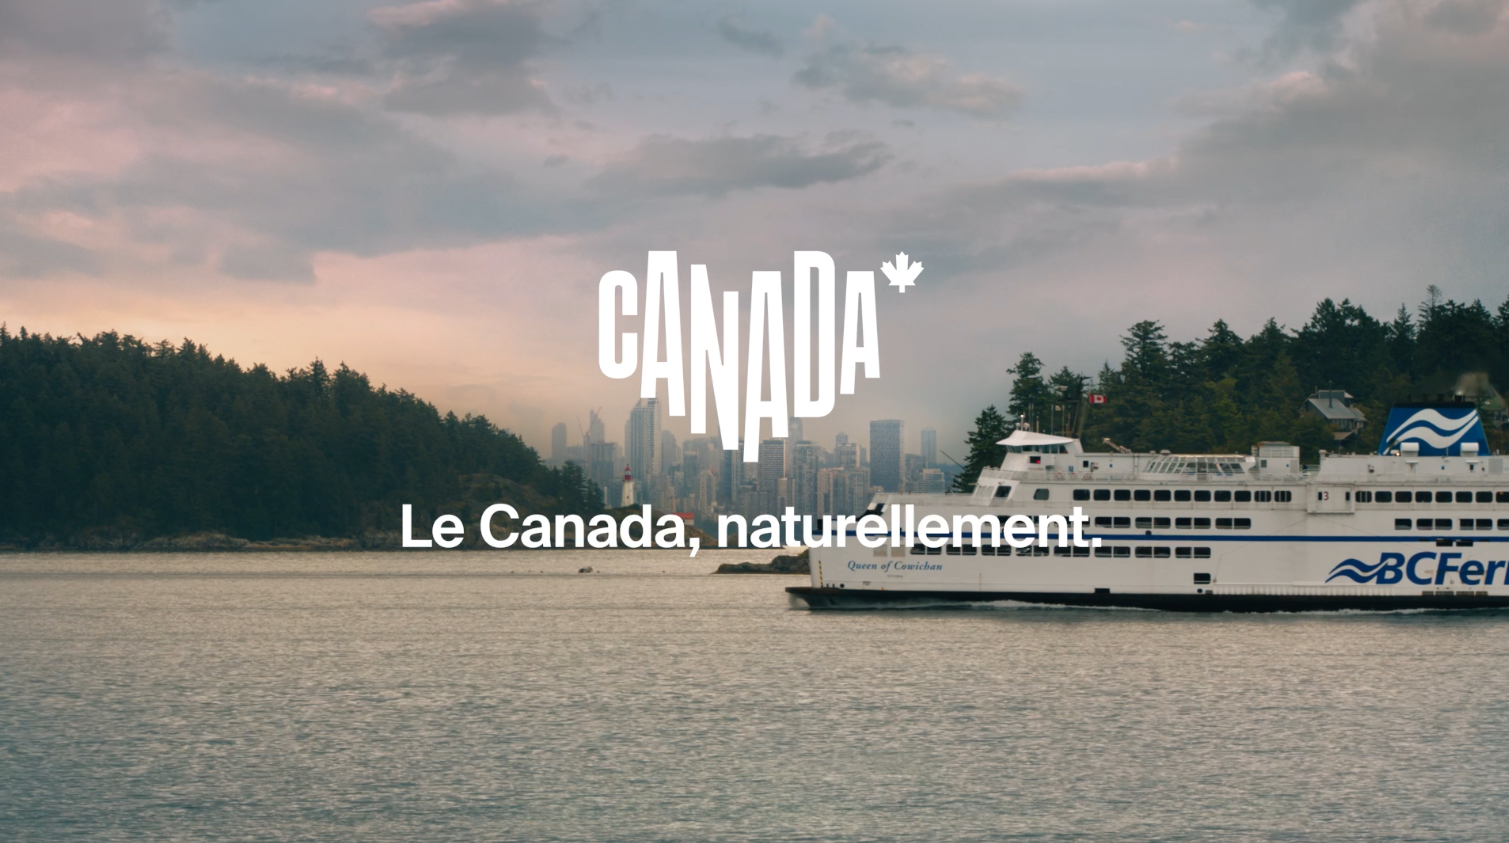 CANADA
Le Canada, naturellement.
Queen of Cowichan
BCFerr